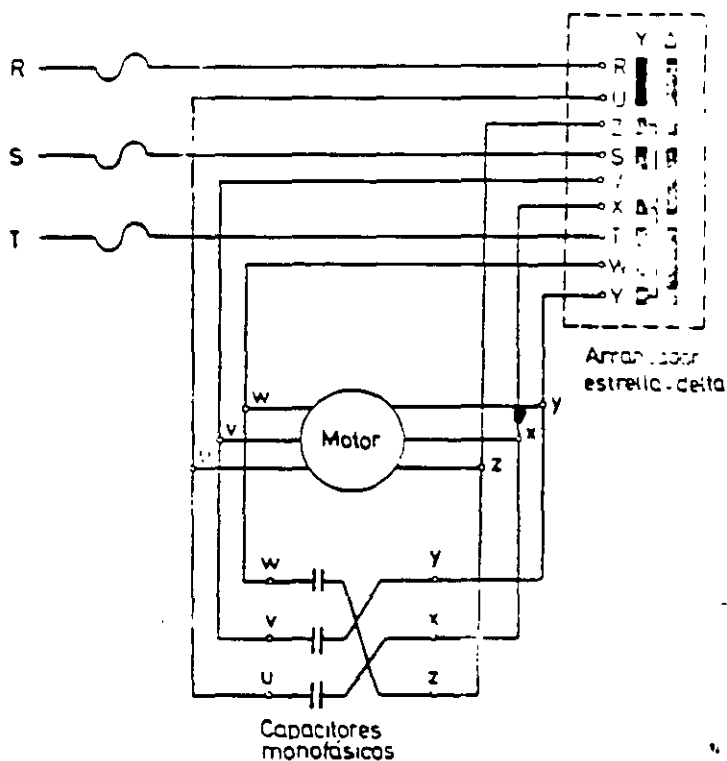 Y Δ
R R
U
Z
S S
X
T T
W
Y
estrella-delta
w y
v Motor x
z
w y
v x
u z
Capacitores
monofásicos